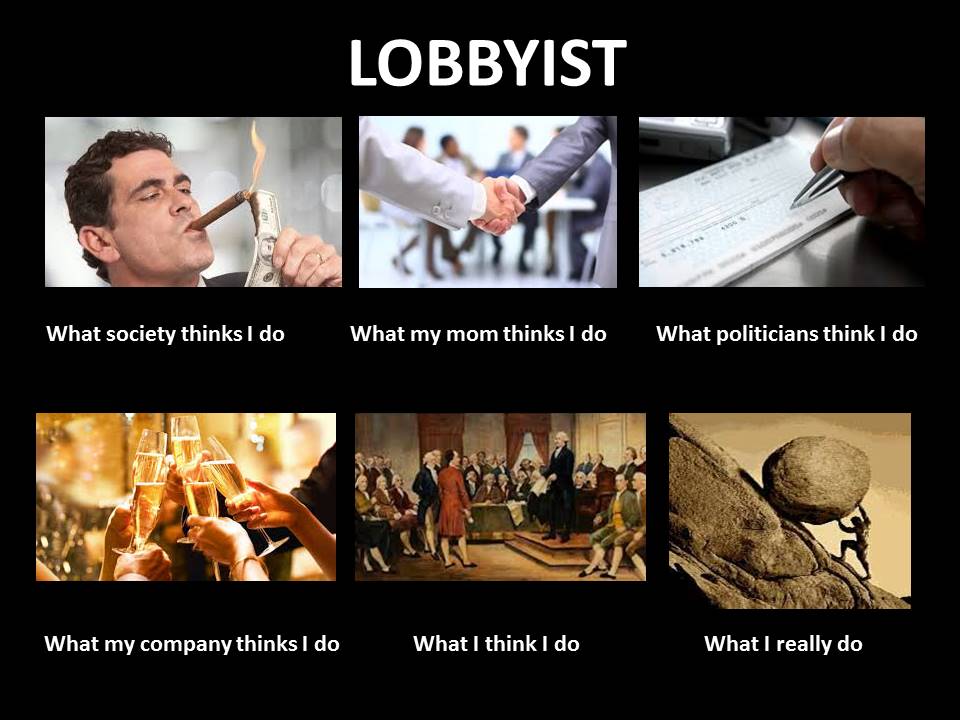 LOBBYIST
What society thinks I do
What my mom thinks I do
What politicians think I do
What my company thinks I do
What I think I do
What I really do